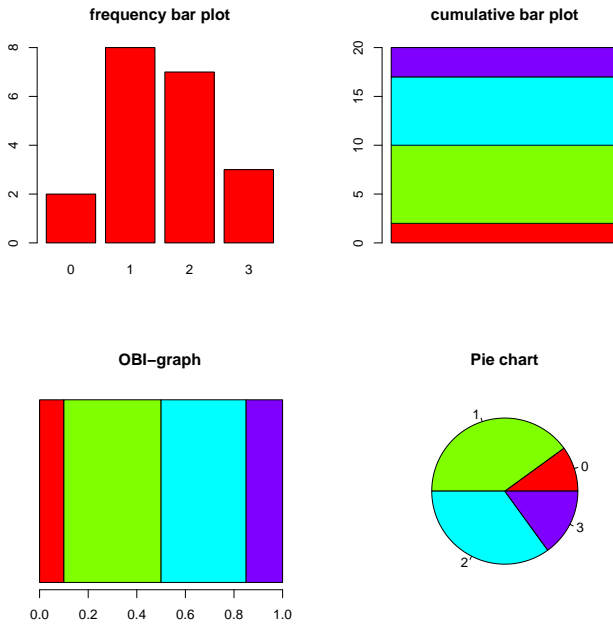 frequency bar plot
0 2 4 6 8
0 1 2 3
cumulative bar plot
0 5 10 15 20
OBI−graph
0.0 0.2 0.4 0.6 0.8 1.0
Pie chart
0
1
2
3